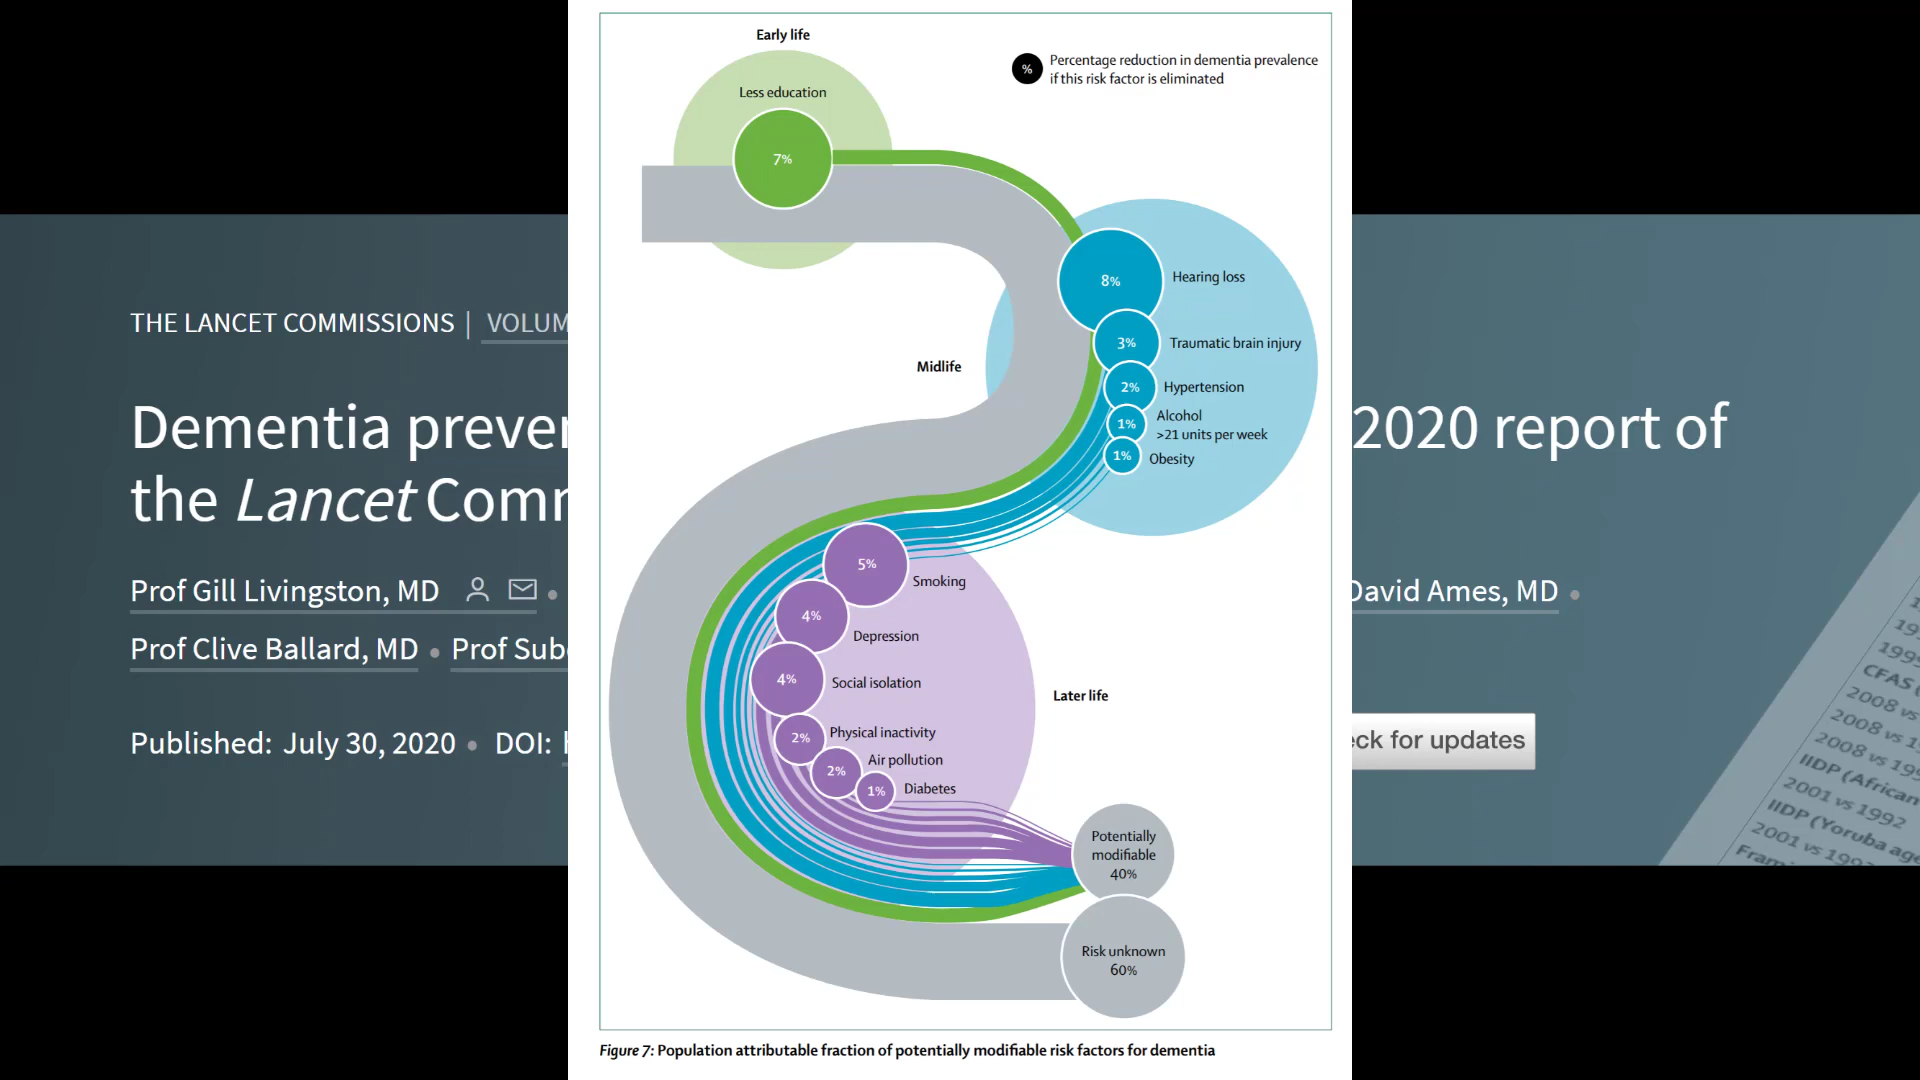 Early life
% Percentage reduction in dementia prevalence
if this risk factor is eliminated
Less education
7%
8%
Hearing loss
3%
Traumatic brain injury
Midlife
2%
Hypertension
1%
Alcohol
>21 units per week
1%
Obesity
5%
Smoking
4%
Depression
4%
Social isolation
Later life
2%
Physical inactivity
2%
Air pollution
1%
Diabetes
Potentially
modifiable
40%
Risk unknown
60%
Figure 7: Population attributable fraction of potentially modifiable risk factors for dementia
THE LANCET COMMISSIONS | VOLUM
Dementia preve 2020 report of
the Lancet Com
Prof Gill Livingston, MD
David Ames, MD
Prof Clive Ballard, MD Prof Sub
Published: July 30, 2020 DOI:
eck for updates
CFAS
2008 vs
2008 vs
2008 vs 199
IIDP (African
2001 vs 1992
IIDP (Yoruba age
2001 vs 199
Fram